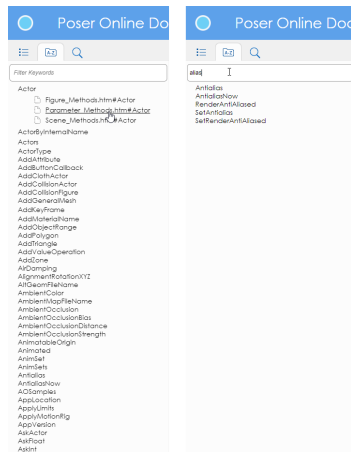 Poser Online Do
A-Z
Filter Keywords
Actor
Figure_Methods.htm#Actor
Parameter_Methods.htm#Actor
Scene_Methods.htm#Actor
ActorByInternalName
Actors
ActorType
AddAttribute
AddButtonCallback
AddClothActor
AddCollisionActor
AddCollisionFigure
AddGeneralMesh
AddKeyFrame
AddMaterialName
AddObjectRange
AddPolygon
AddTriangle
AddValueOperation
AddZone
AirDamping
AlignmentRotationXYZ
AltGeomFileName
AmbientColor
AmbientMapFileName
AmbientOcclusion
AmbientOcclusionBias
AmbientOcclusionDistance
AmbientOcclusionStrength
AnimatableOrigin
Animated
AnimSet
AnimSets
Antialias
AntialiasNow
AOSamples
AppLocation
ApplyLimits
ApplyMotionRig
AppVersion
AskActor
AskFloat
AskInt
Poser Online Doc
A-Z
alias
Antialias
AntialiasNow
RenderAntiAliased
SetAntialias
SetRenderAntiAliased